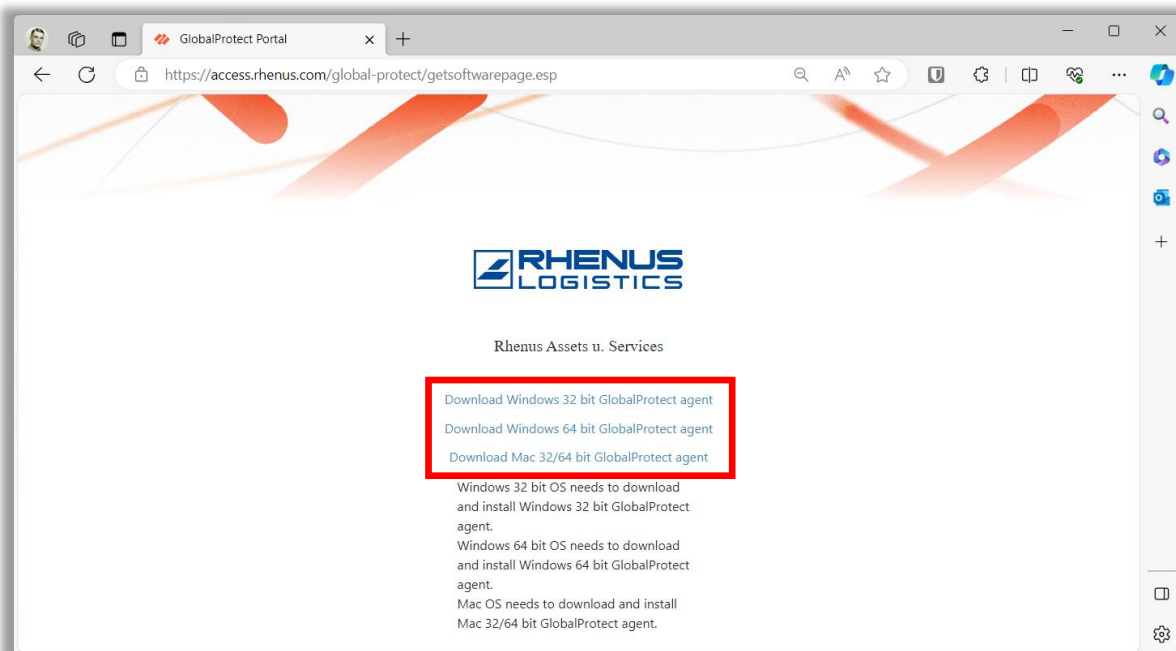 GlobalProtect Portal
https://access.rhenus.com/global-protect/getsoftwarepage.esp
RHENUS
LOGISTICS
Rhenus Assets u. Services
Download Windows 32 bit GlobalProtect agent
Download Windows 64 bit GlobalProtect agent
Download Mac 32/64 bit GlobalProtect agent
Windows 32 bit OS needs to download
and install Windows 32 bit GlobalProtect
agent.
Windows 64 bit OS needs to download
and install Windows 64 bit GlobalProtect
agent.
Mac OS needs to download and install
Mac 32/64 bit GlobalProtect agent.